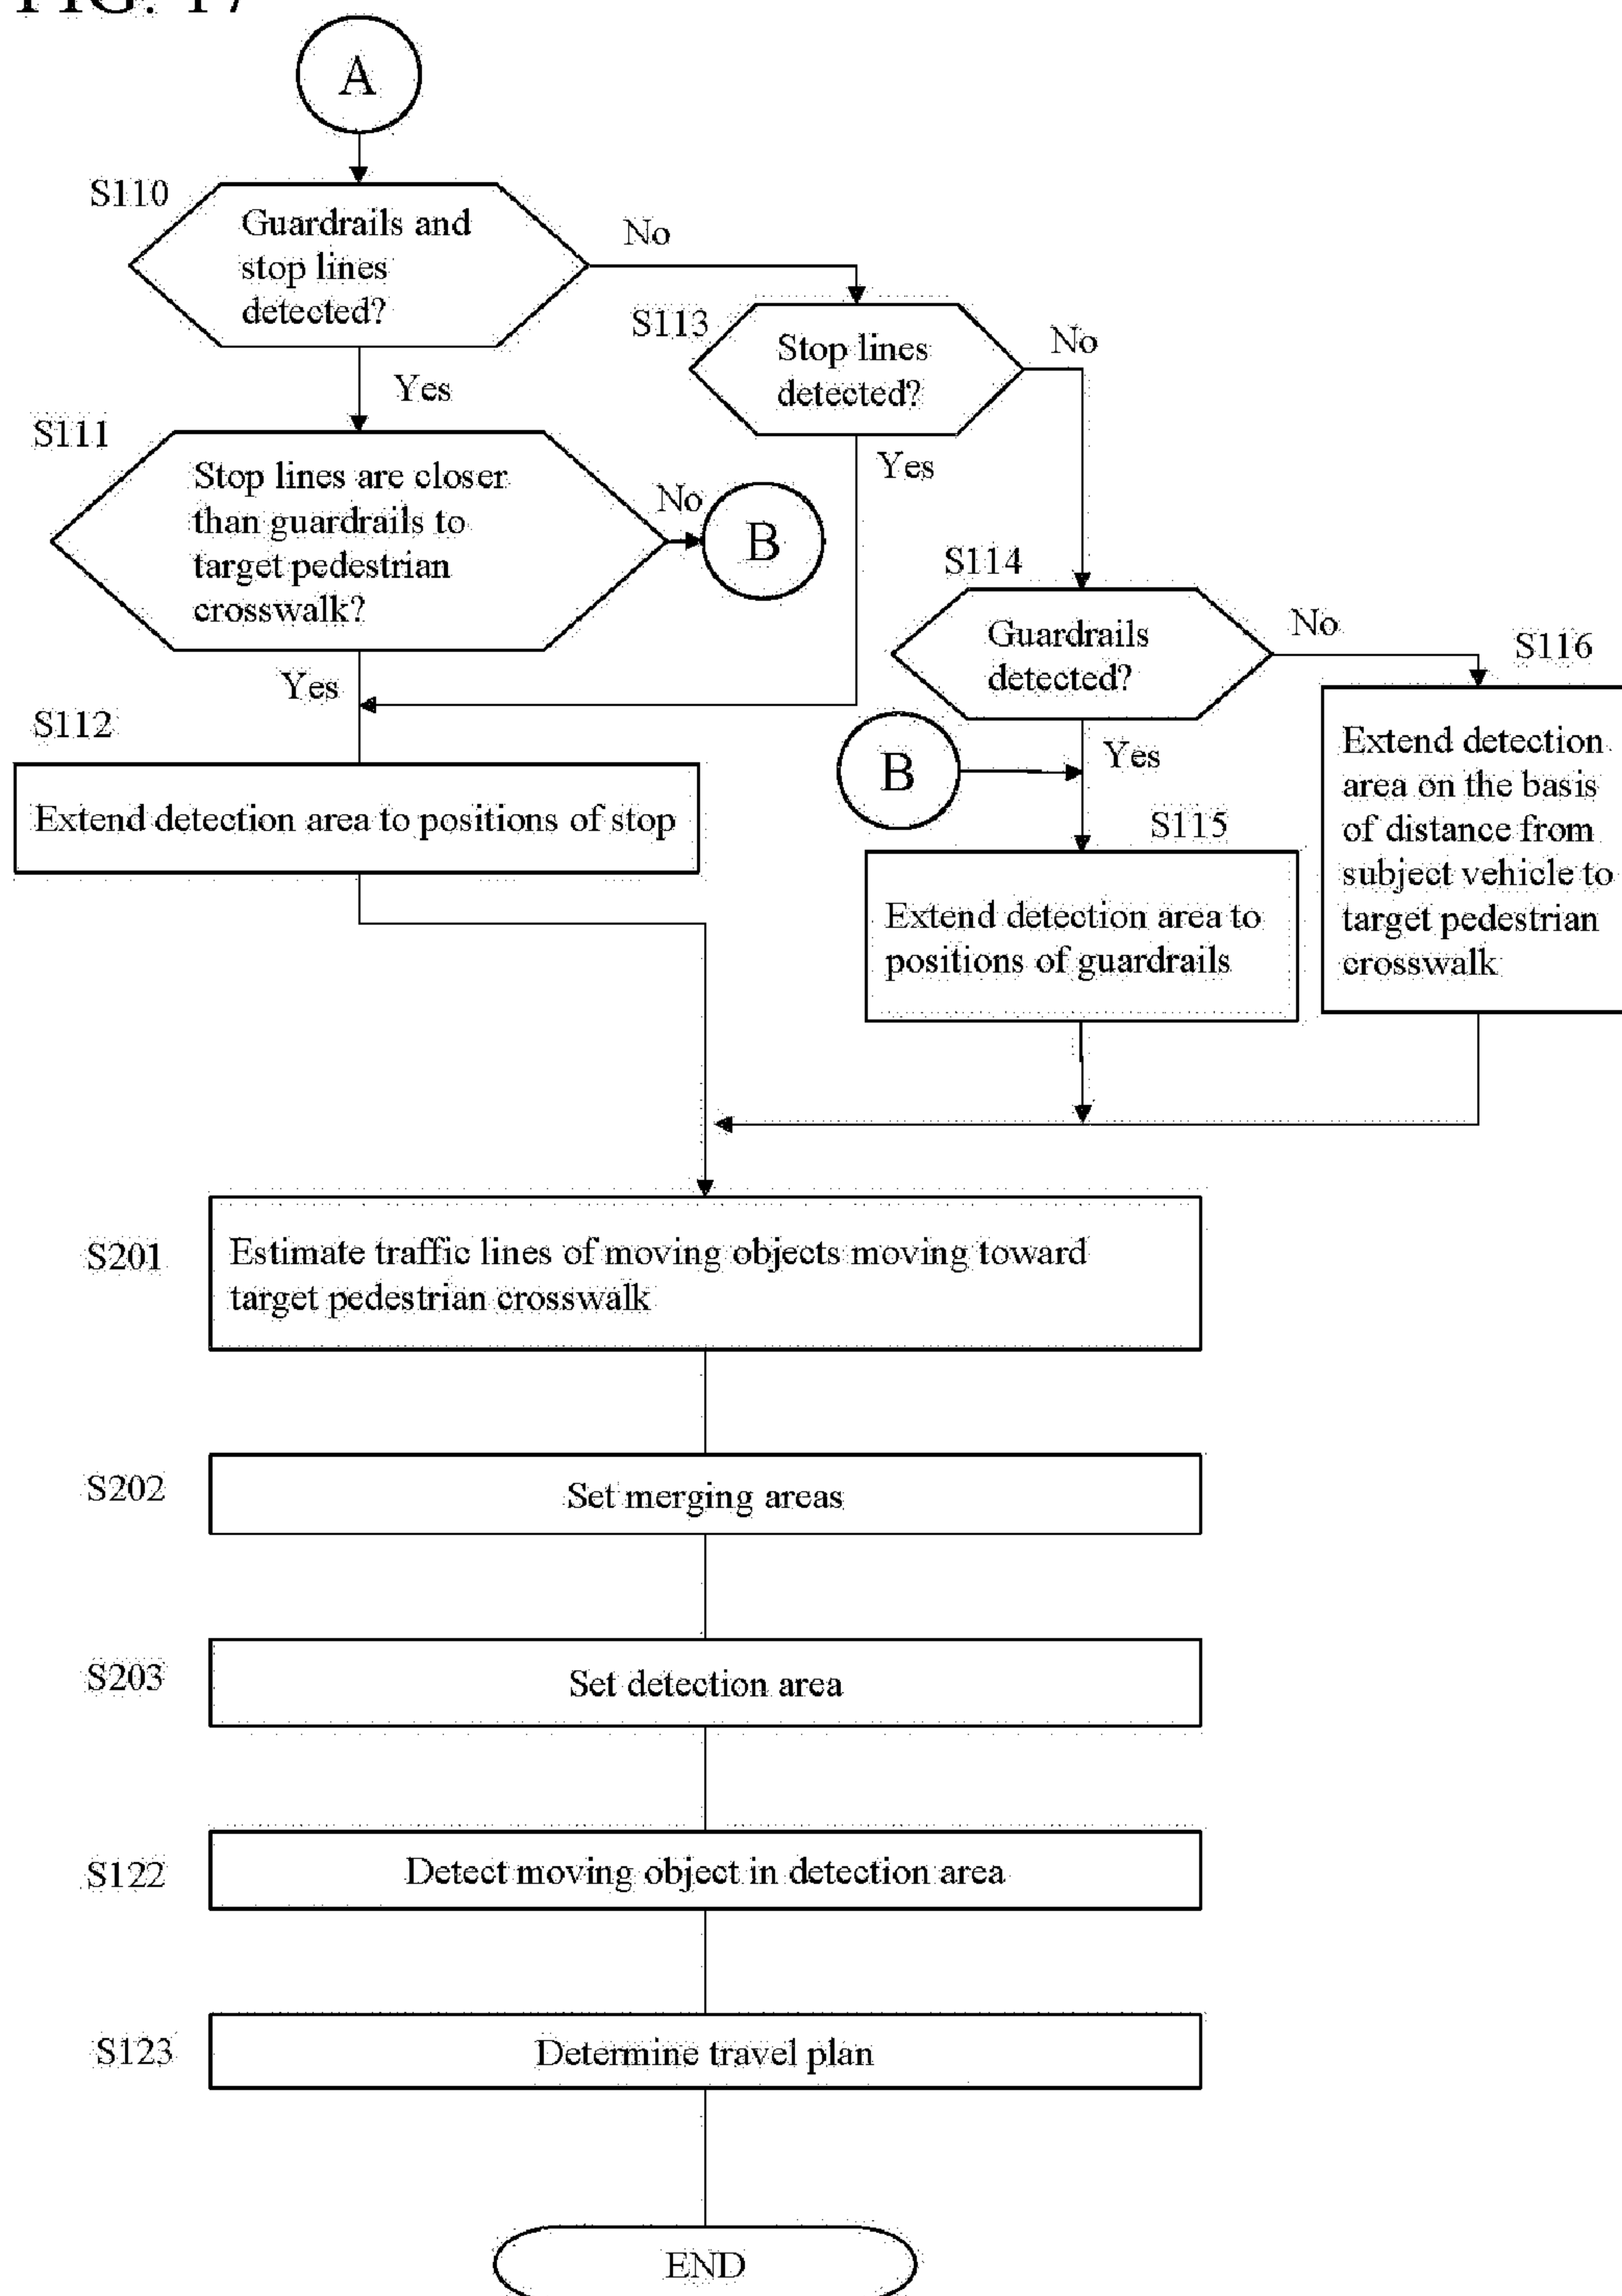 FIG. 17
A
S110
Guardrails and
stop lines
detected?
No
Yes
S113
Stop lines
detected?
No
Yes
S111
Stop lines are closer
than guardrails to
target pedestrian
crosswalk?
No
B
Yes
S114
Guardrails
detected?
No
Yes
B
S116
Extend detection
area on the basis
of distance from
subject vehicle to
target pedestrian
crosswalk
S112
Extend detection area to positions of stop
S115
Extend detection area to
positions of guardrails
S201
Estimate traffic lines of moving objects moving toward
target pedestrian crosswalk
S202
Set merging areas
S203
Set detection area
S122
Detect moving object in detection area
S123
Determine travel plan
END